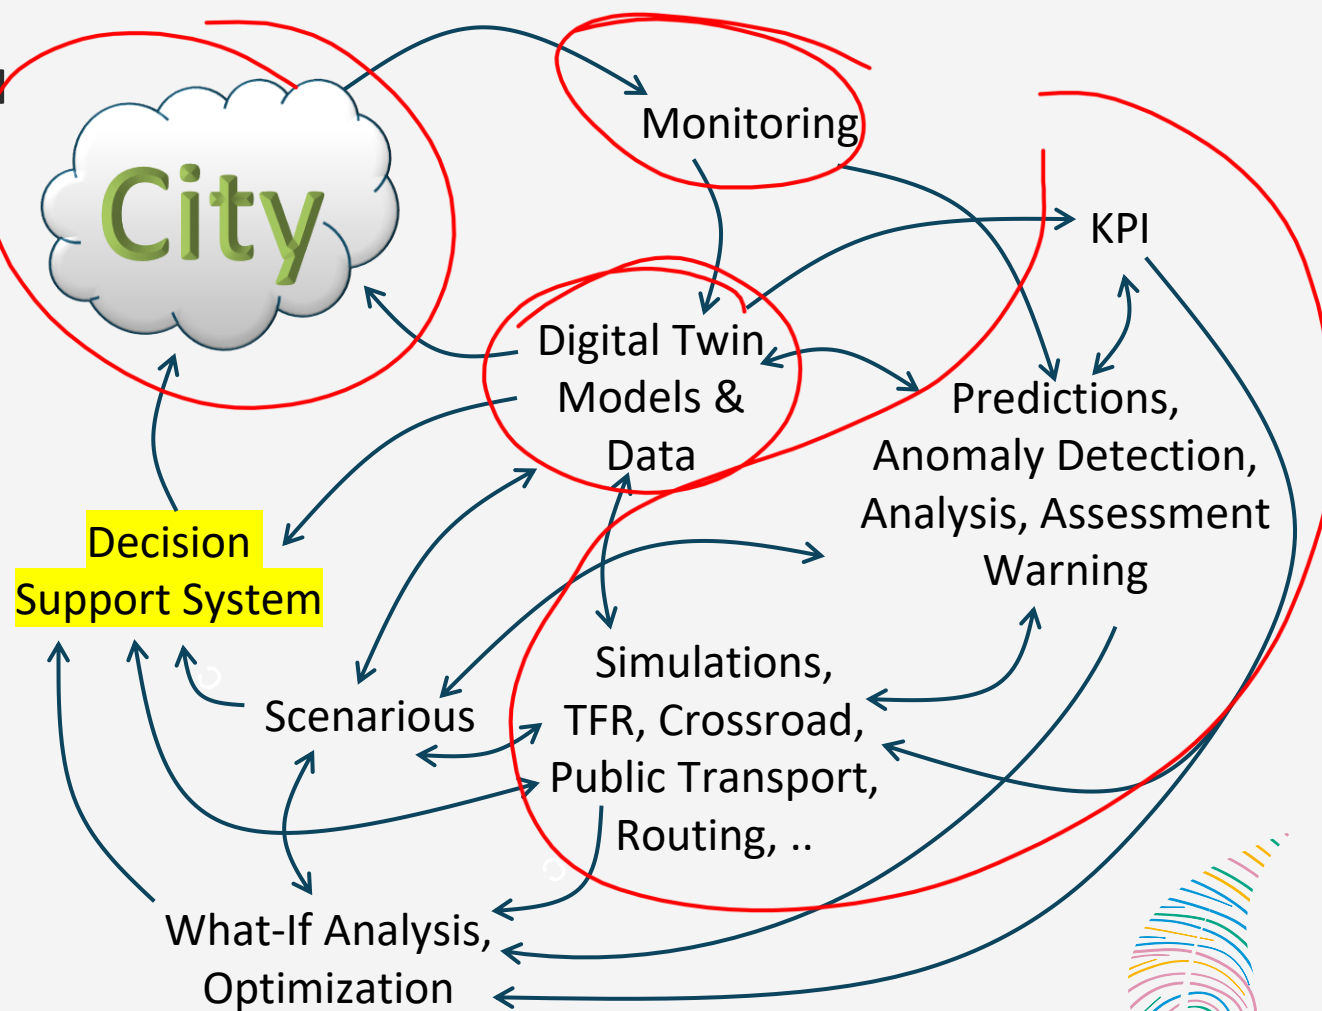 City
Monitoring
KPI
Digital Twin
Models &
Data
Predictions,
Anomaly Detection,
Analysis, Assessment
Warning
Decision
Support System
Scenarious
Simulations,
TFR, Crossroad,
Public Transport,
Routing, ..
What-If Analysis,
Optimization